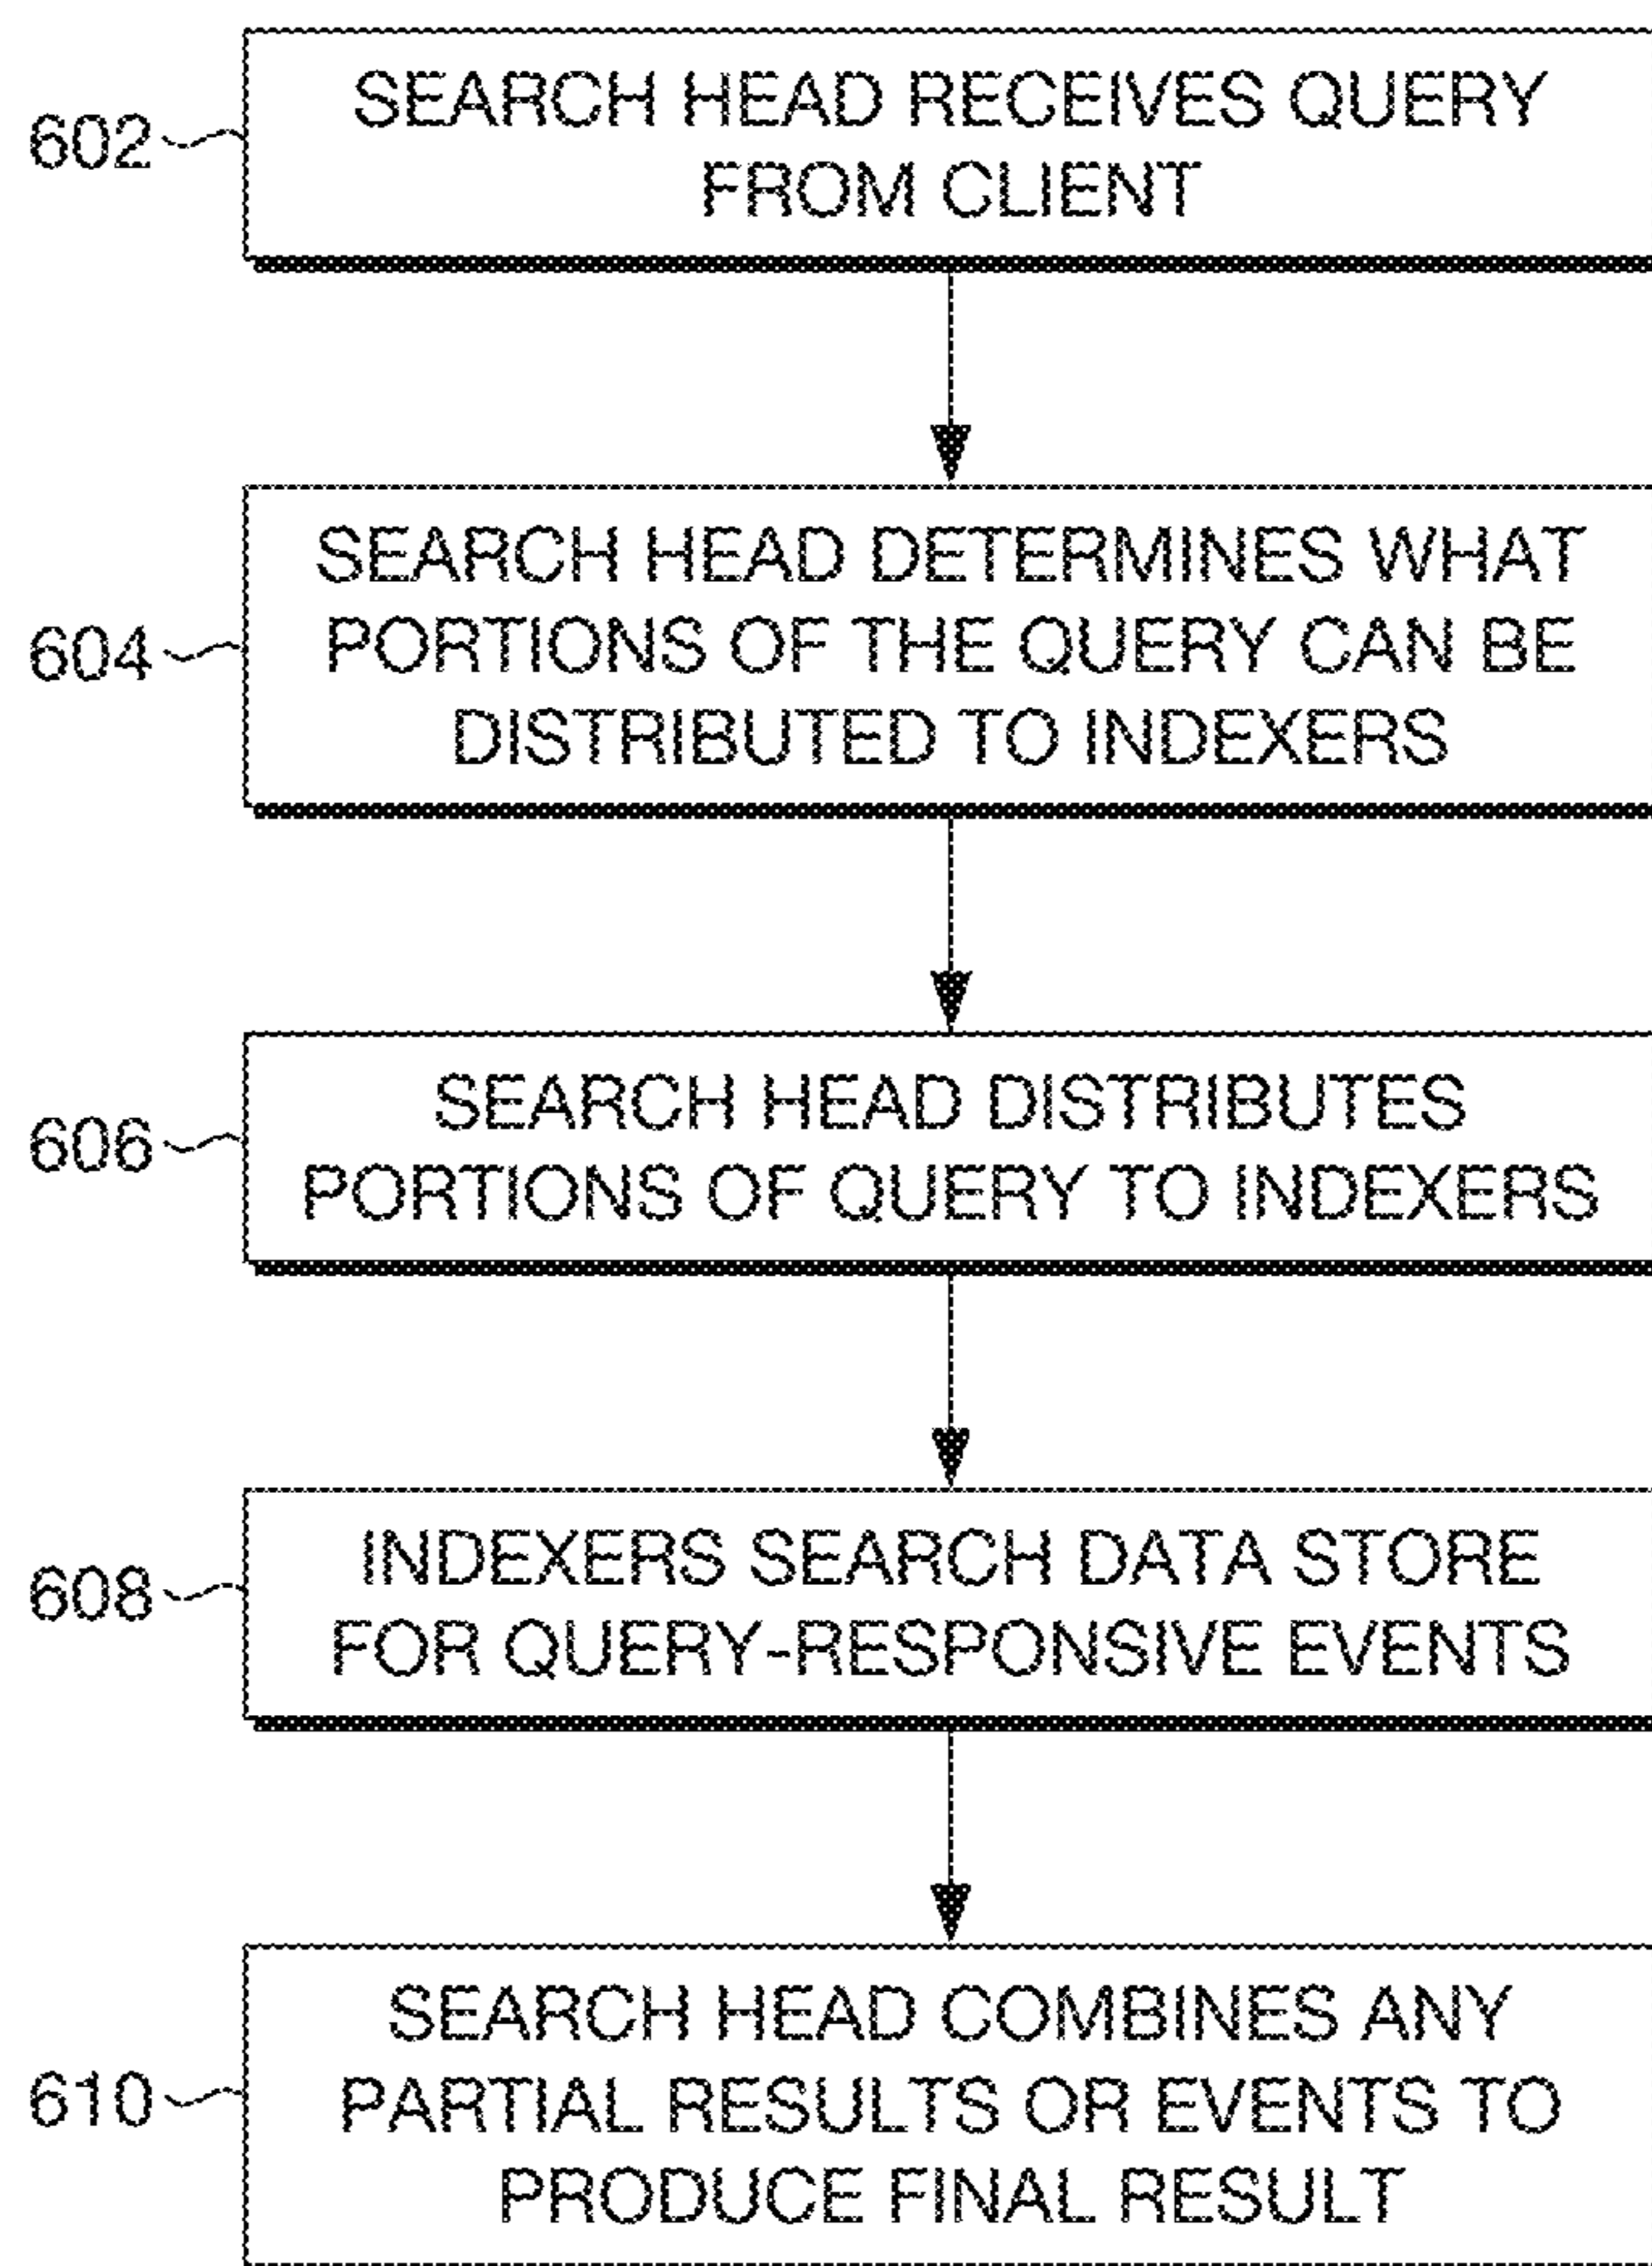 602
SEARCH HEAD RECEIVES QUERY
FROM CLIENT
604
SEARCH HEAD DETERMINES WHAT
PORTIONS OF THE QUERY CAN BE
DISTRIBUTED TO INDEXERS
606
SEARCH HEAD DISTRIBUTES
PORTIONS OF QUERY TO INDEXERS
608
INDEXERS SEARCH DATA STORE
FOR QUERY-RESPONSIVE EVENTS
610
SEARCH HEAD COMBINES ANY
PARTIAL RESULTS OR EVENTS TO
PRODUCE FINAL RESULT